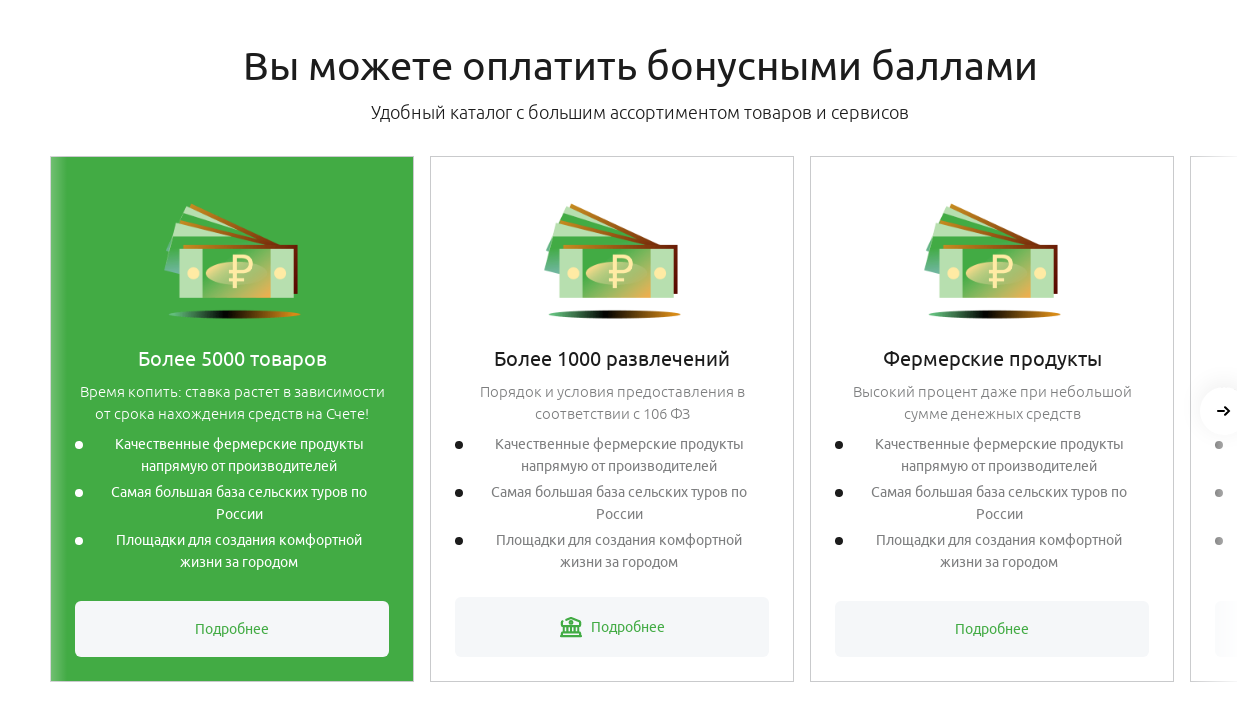 Вы можете оплатить бонусными баллами
Удобный каталог с большим ассортиментом товаров и сервисов
Более 5000 товаров
Время копить: ставка растет в зависимости
от срока нахождения средств на Счете!
Качественные фермерские продукты
напрямую от производителей
Самая большая база сельских туров по
России
Площадки для создания комфортной
жизни за городом
Подробнее
Более 1000 развлечений
Порядок и условия предоставления в
соответствии с 106 ФЗ
Качественные фермерские продукты
напрямую от производителей
Самая большая база сельских туров по
России
Площадки для создания комфортной
жизни за городом
Подробнее
Фермерские продукты
Высокий процент даже при небольшой
сумме денежных средств
Качественные фермерские продукты
напрямую от производителей
Самая большая база сельских туров по
России
Площадки для создания комфортной
жизни за городом
Подробнее